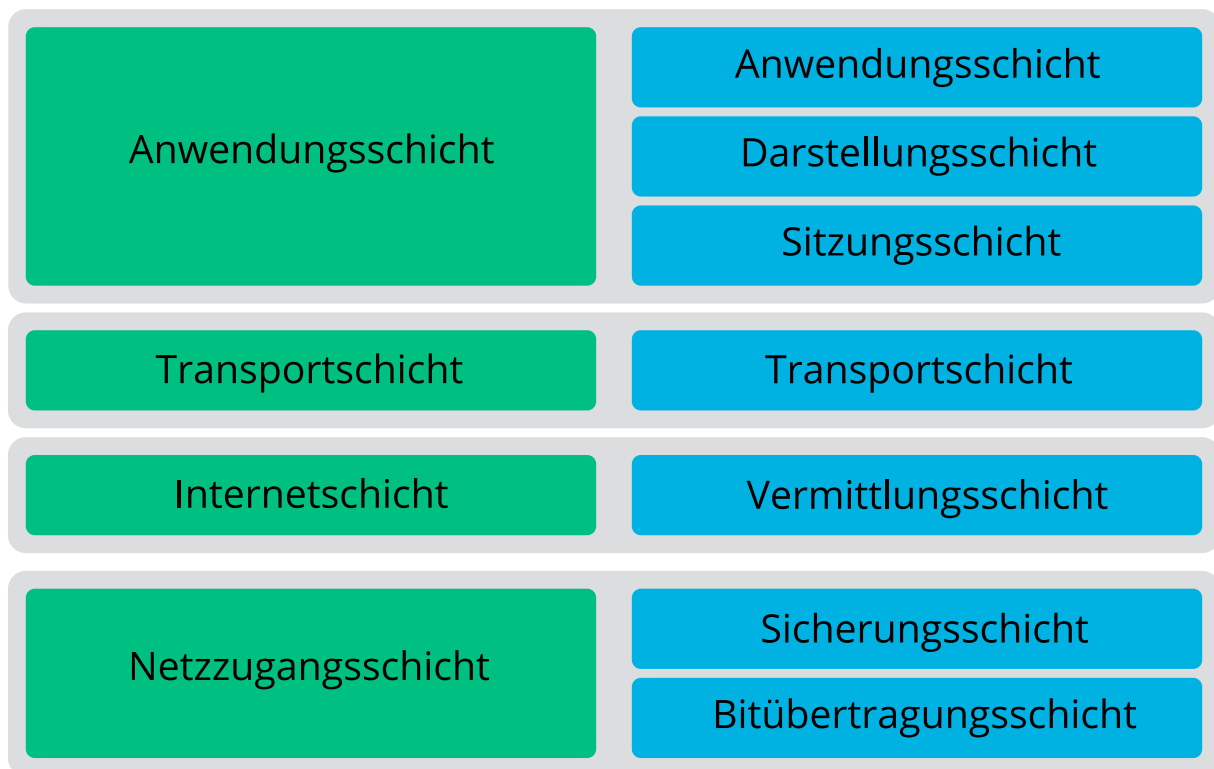 Anwendungsschicht
Anwendungsschicht
Darstellungsschicht
Sitzungsschicht
Transportschicht
Transportschicht
Internetschicht
Vermittlungsschicht
Netzzugangsschicht
Sicherungsschicht
Bitübertragungsschicht